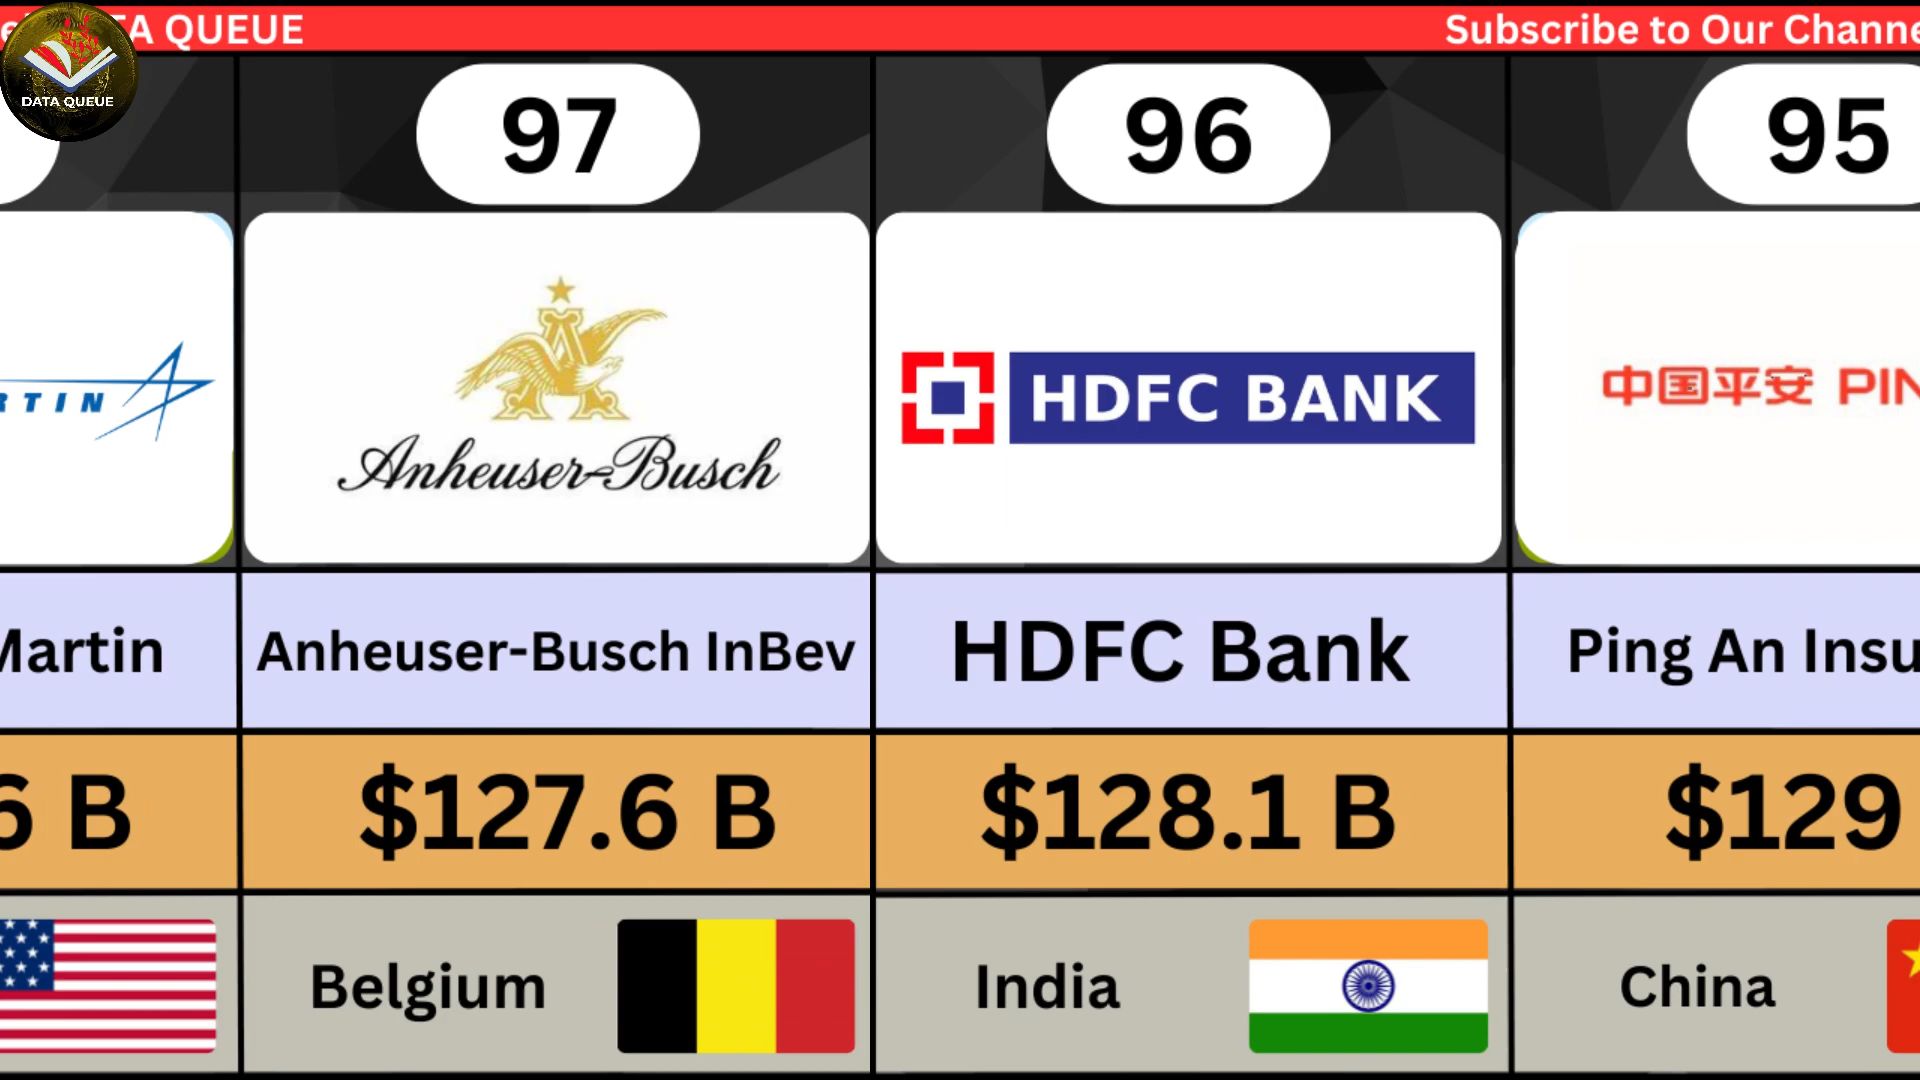 DATA QUEUE
QUEUE
Subscribe to Our Channe
97
96
95
RTIN
Anheuser-Busch
HDFC BANK
中国平安 PIN
Martin
Anheuser-Busch InBev
HDFC Bank
Ping An Insu
6 B
$127.6 B
$128.1 B
$129
Belgium
India
China